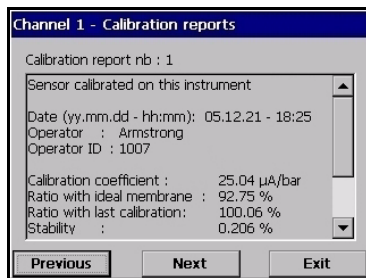 Channel 1 - Calibration reports
Calibration report nb : 1
Sensor calibrated on this instrument
Date (yy.mm.dd - hh:mm): 05.12.21 - 18:25
Operator : Armstrong
Operator ID : 1007
Calibration coefficient : 25.04 µA/bar
Ratio with ideal membrane : 92.75 %
Ratio with last calibration: 100.06 %
Stability : 0.206 %
Previous Next Exit